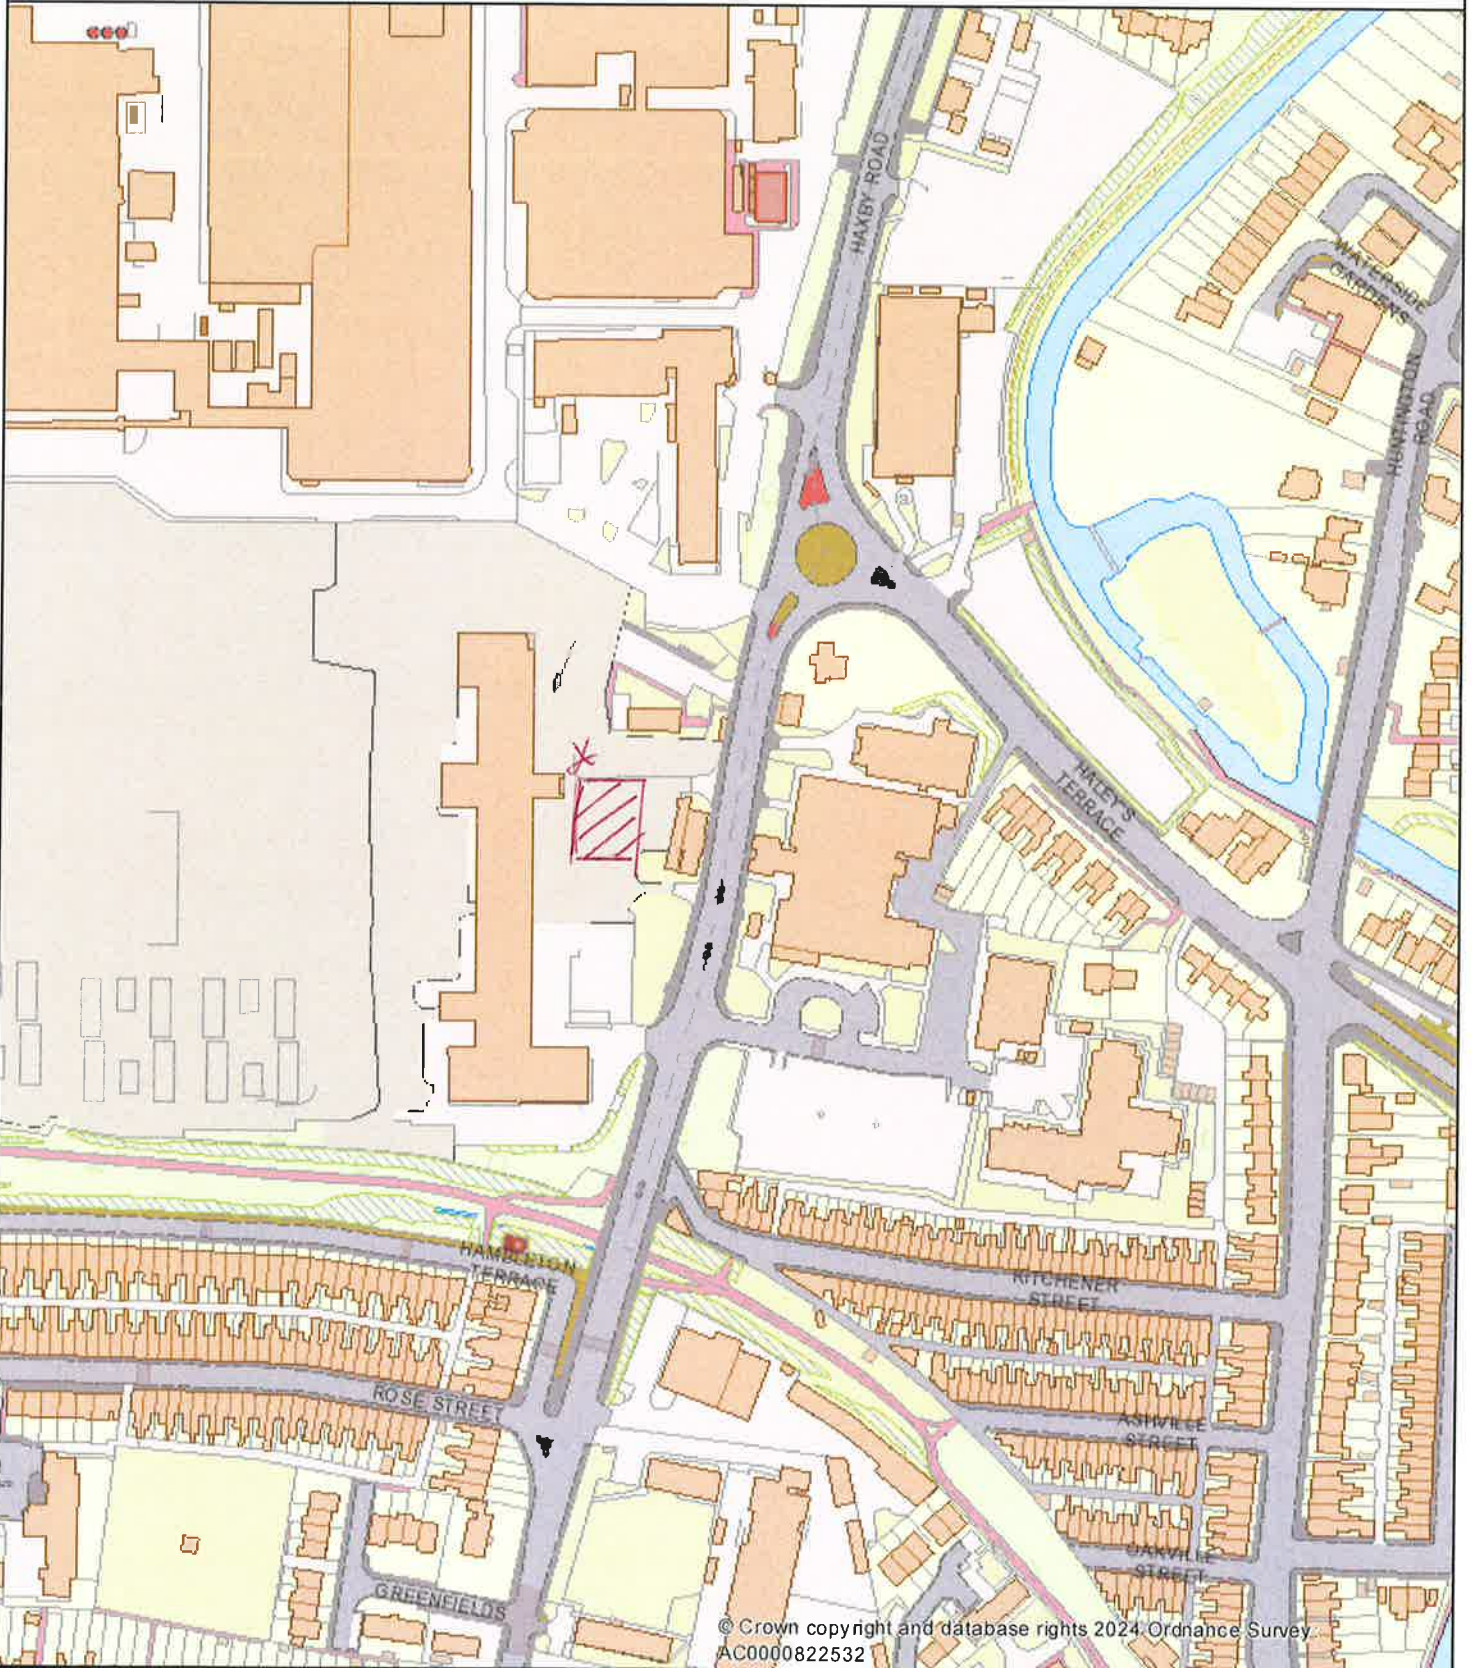 HAXBY ROAD
WATERSIDE
GARDENS
HUNTINGTON
ROAD
HALEY'S
TERRACE
HAMBLETON
TERRACE
KITCHENER
STREET
ROSE STREET
ASHVILLE
STREET
OAKVILLE
STREET
GREENFIELDS
© Crown copyright and database rights 2024 Ordnance Survey
AC0000822532